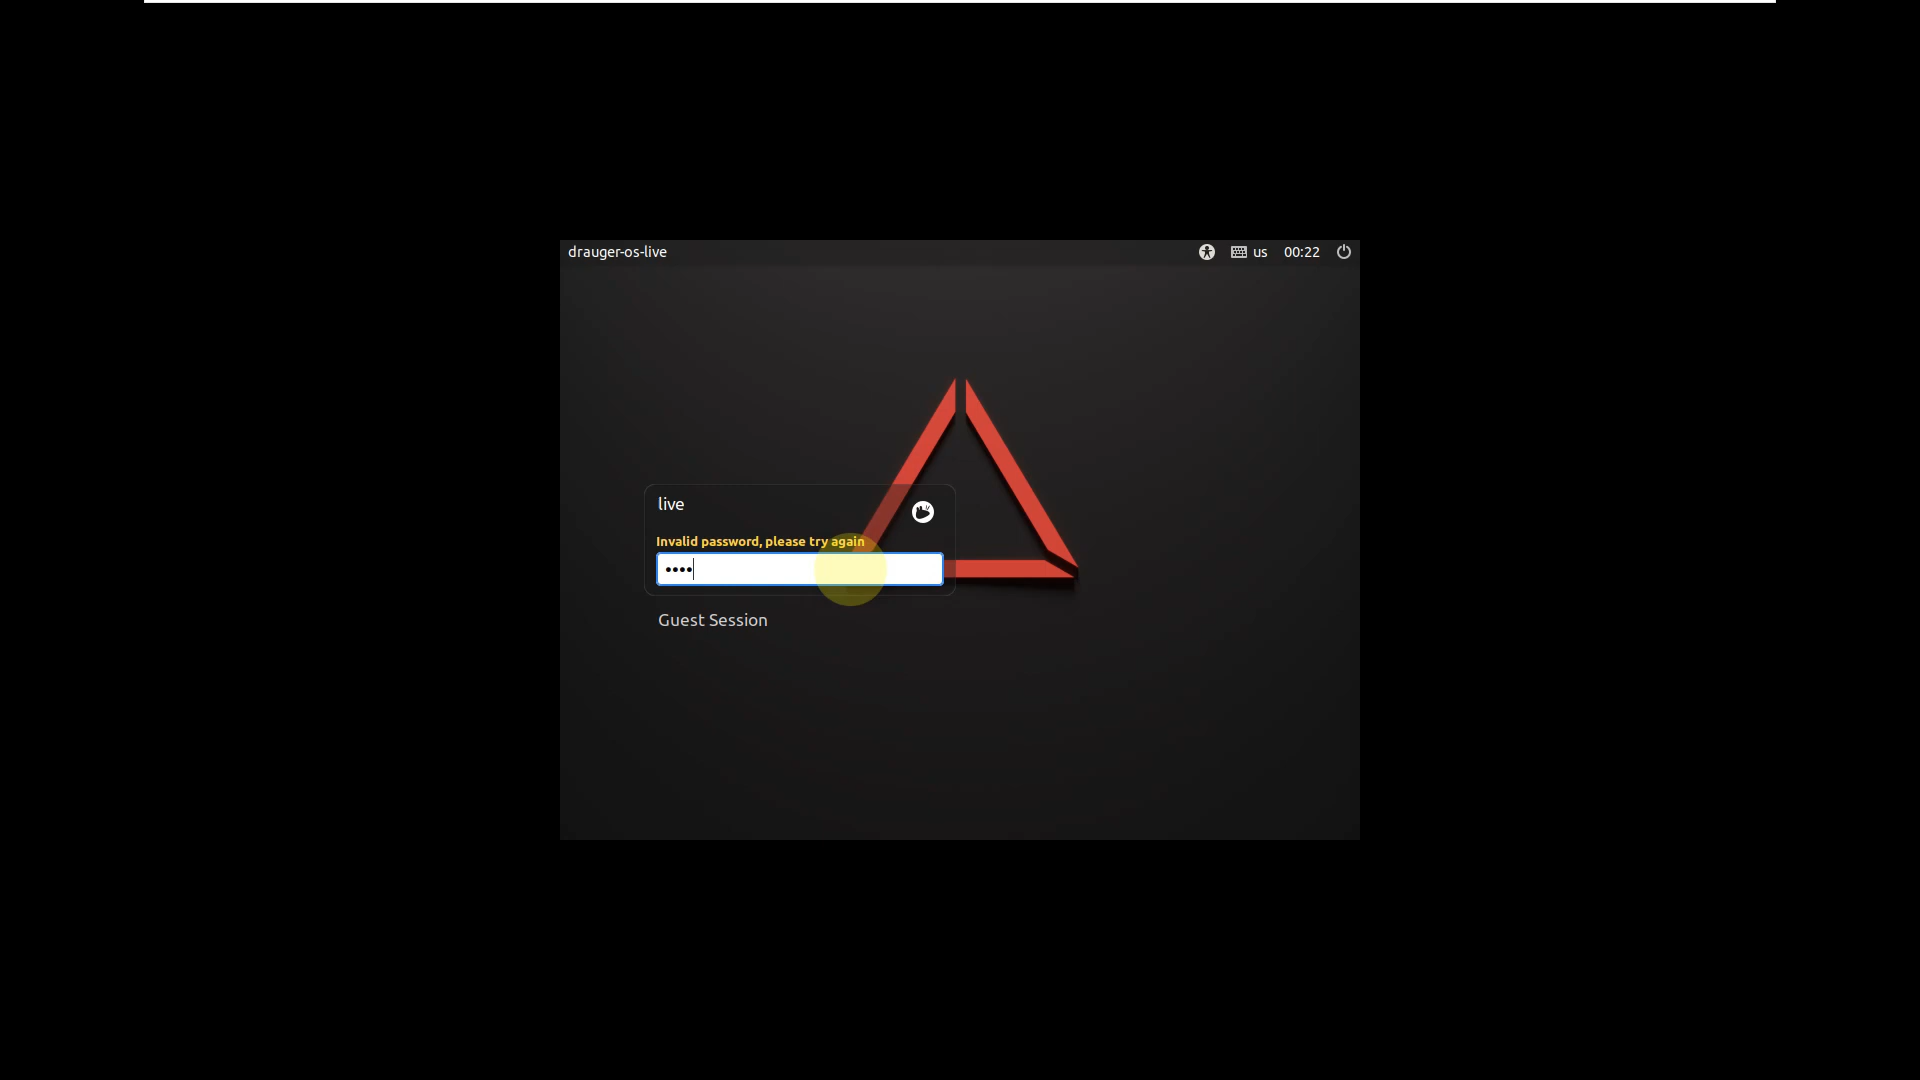 drauger-os-live
us
00:22
live
Invalid password, please try again
••••
Guest Session